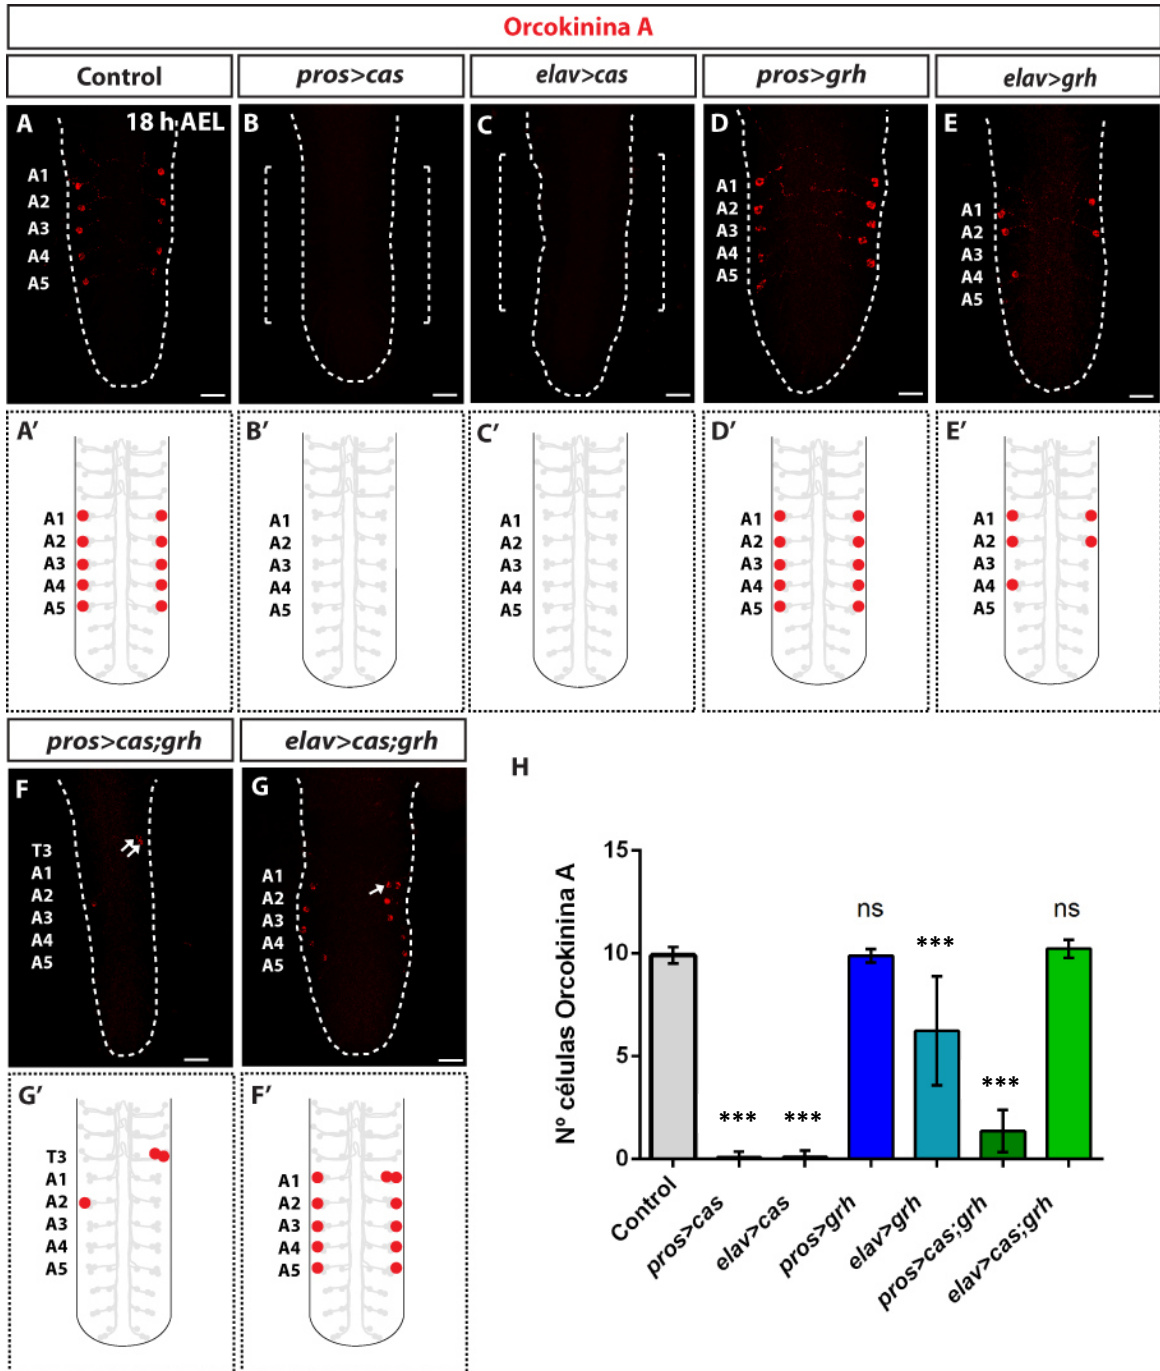 Orcokinina A
Control
pros>cas
elav>cas
pros>grh
elav>grh
A
18 h AEL
A1
A2
A3
A4
A5
B
C
D
A1
A2
A3
A4
A5
E
A1
A2
A3
A4
A5
A'
A1
A2
A3
A4
A5
B'
A1
A2
A3
A4
A5
C'
A1
A2
A3
A4
A5
D'
A1
A2
A3
A4
A5
E'
A1
A2
A3
A4
A5
pros>cas;grh
elav>cas;grh
F
T3
A1
A2
A3
A4
A5
G
A1
A2
A3
A4
A5
G'
T3
A1
A2
A3
A4
A5
F'
A1
A2
A3
A4
A5
H
Nº células Orcokinina A
15
10
5
0
***
***
ns
***
***
ns
Control
pros>cas
elav>cas
pros>grh
elav>grh
pros>cas;grh
elav>cas;grh